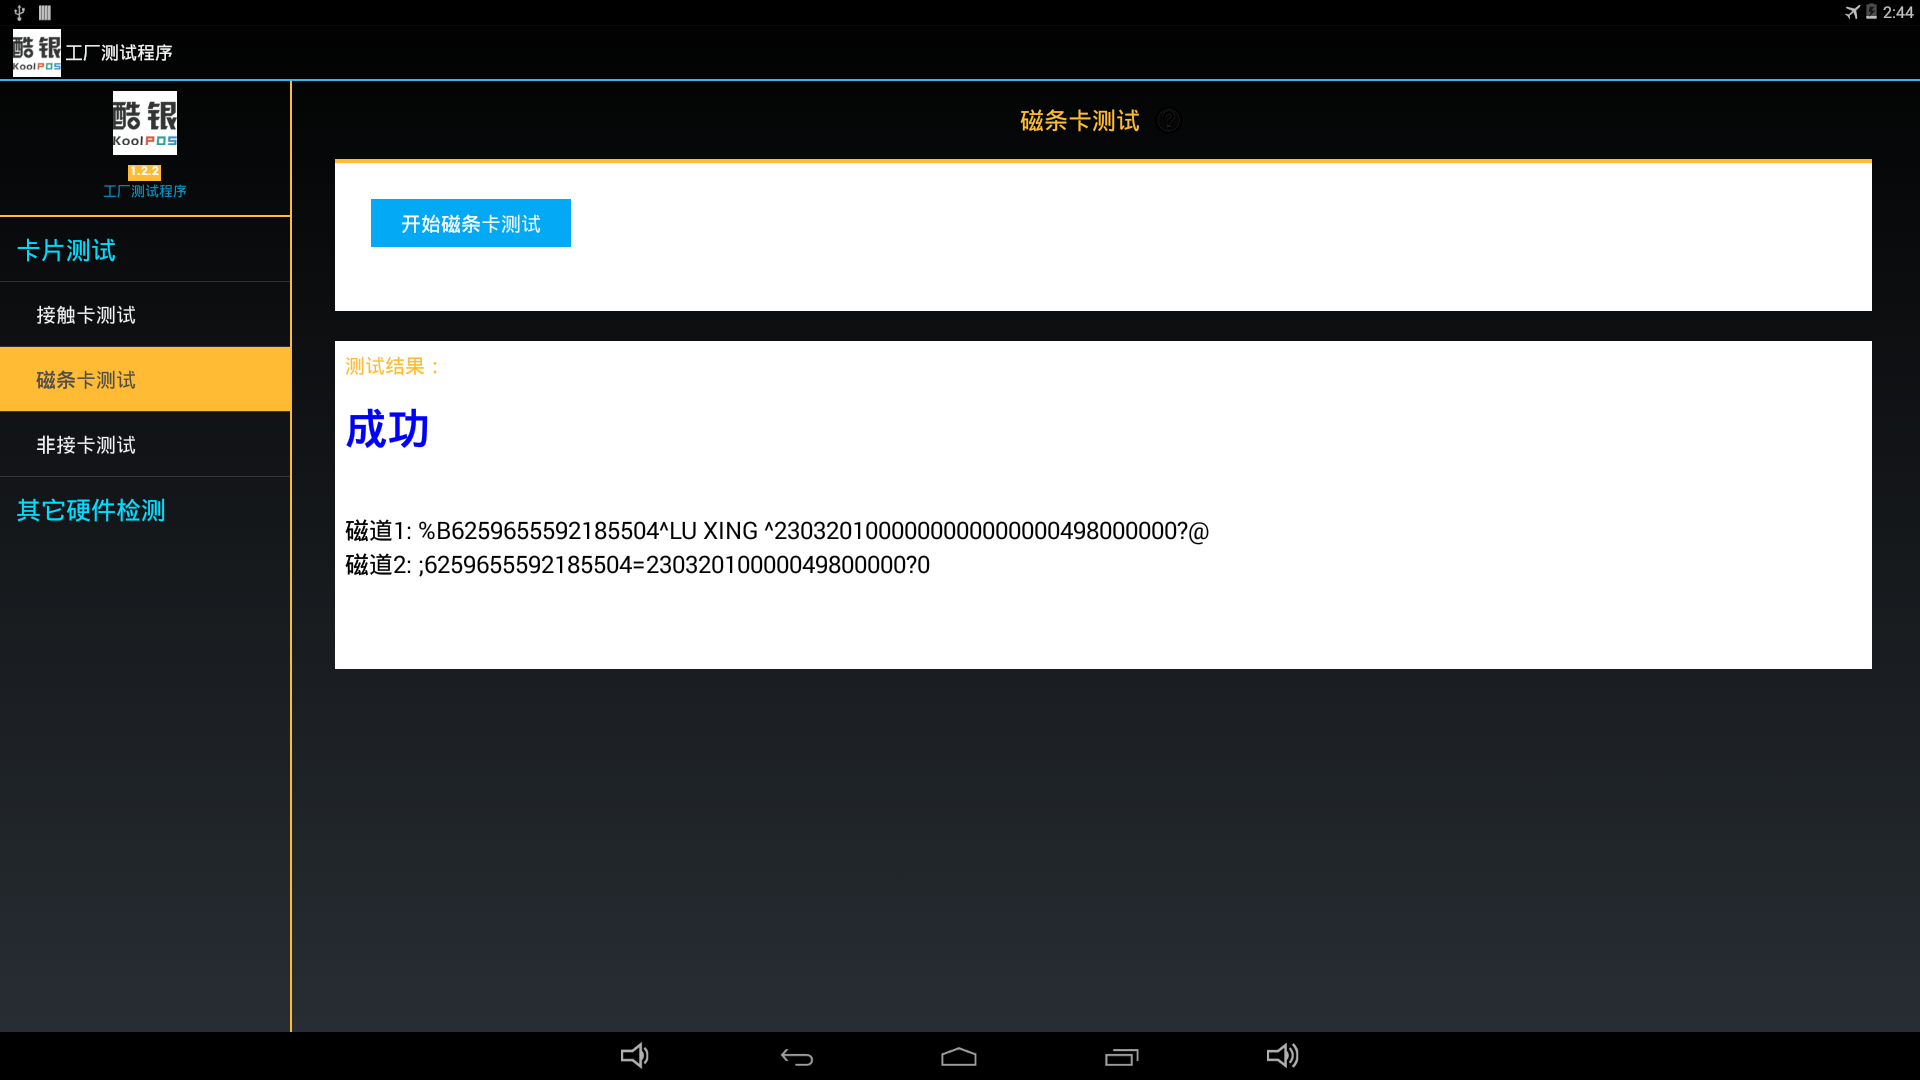 2:44
酷银
KoolPOS
工厂测试程序
酷银
KoolPOS
1.2.2
工厂测试程序
卡片测试
接触卡测试
磁条卡测试
非接卡测试
其它硬件检测
磁条卡测试
开始磁条卡测试
测试结果：
成功
磁道1: %B6259655592185504^LU XING ^2303201000000000000000498000000?@
磁道2: ;6259655592185504=23032010000049800000?0